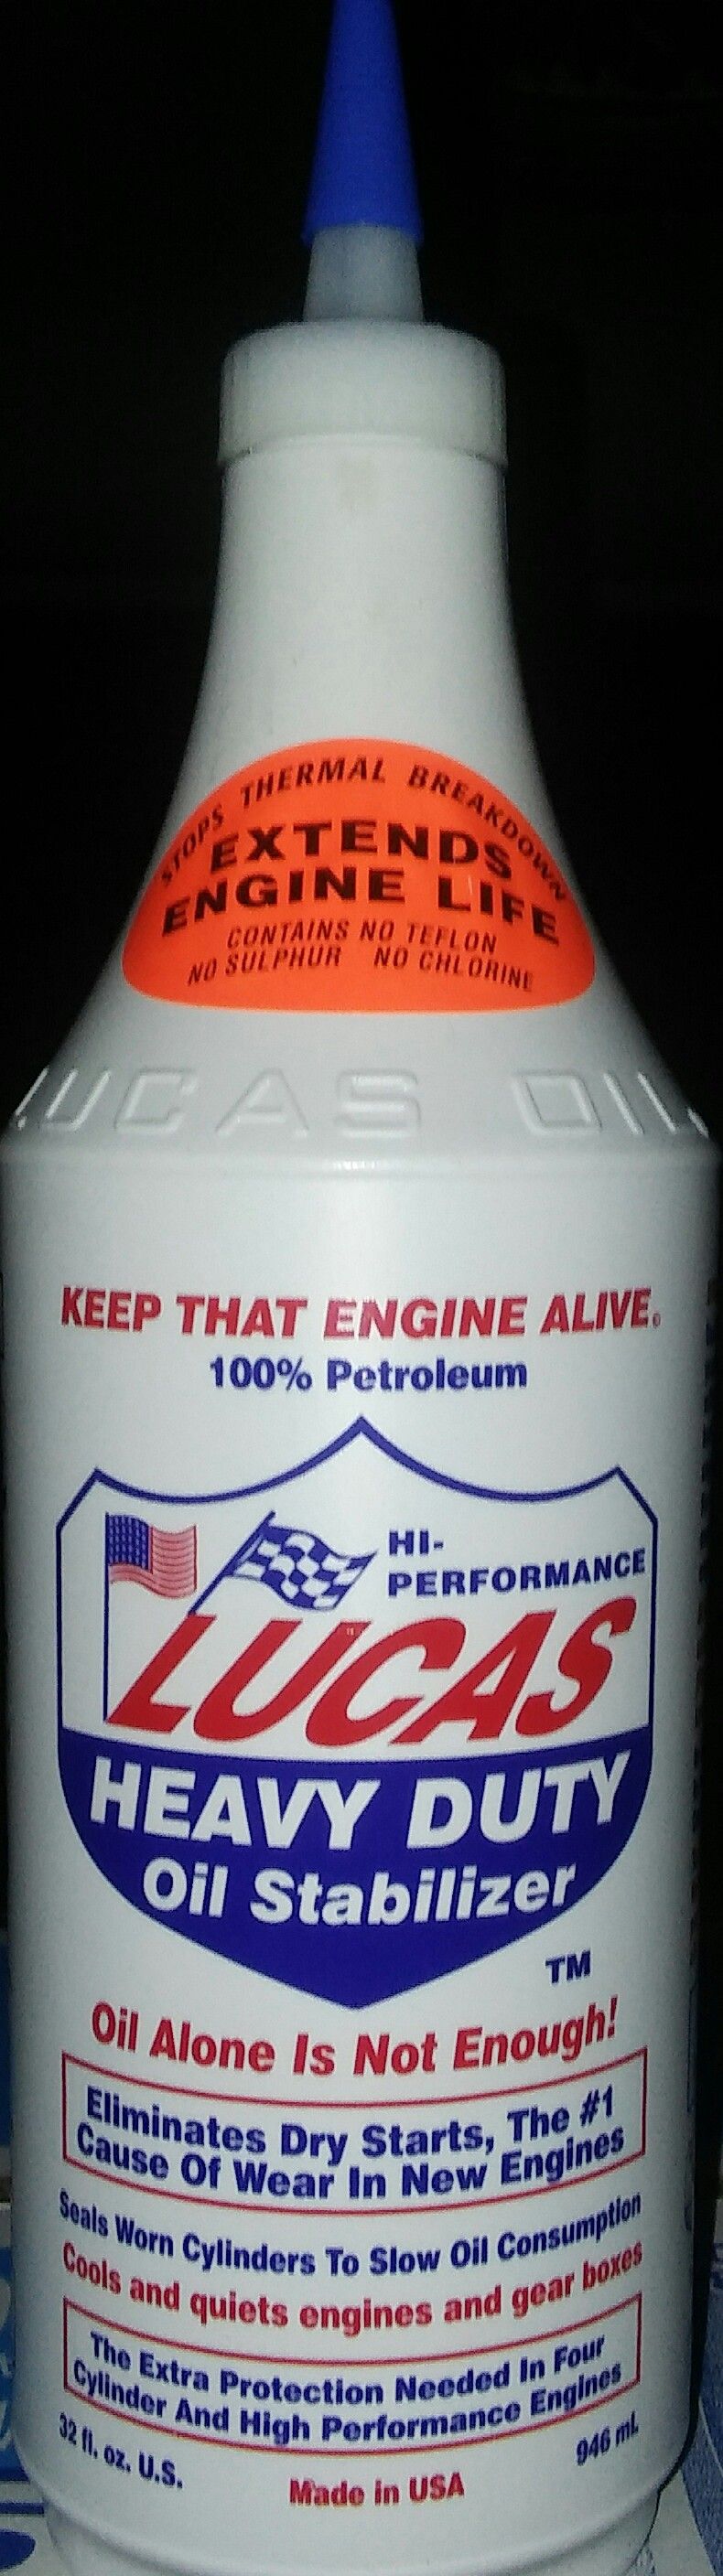 STOPS THERMAL BREAKDOWN
EXTENDS
ENGINE LIFE
CONTAINS NO TEFLON
NO SULPHUR NO CHLORINE
LUCAS OIL
KEEP THAT ENGINE ALIVE®
100% Petroleum
HI-
PERFORMANCE
LUCAS
HEAVY DUTY
Oil Stabilizer
TM
Oil Alone Is Not Enough!
Eliminates Dry Starts, The #1
Cause Of Wear In New Engines
Seals Worn Cylinders To Slow Oil Consumption
Cools and quiets engines and gear boxes
The Extra Protection Needed In Four
Cylinder And High Performance Engines
32 fl. oz. U.S.
Made in USA
946 ml.